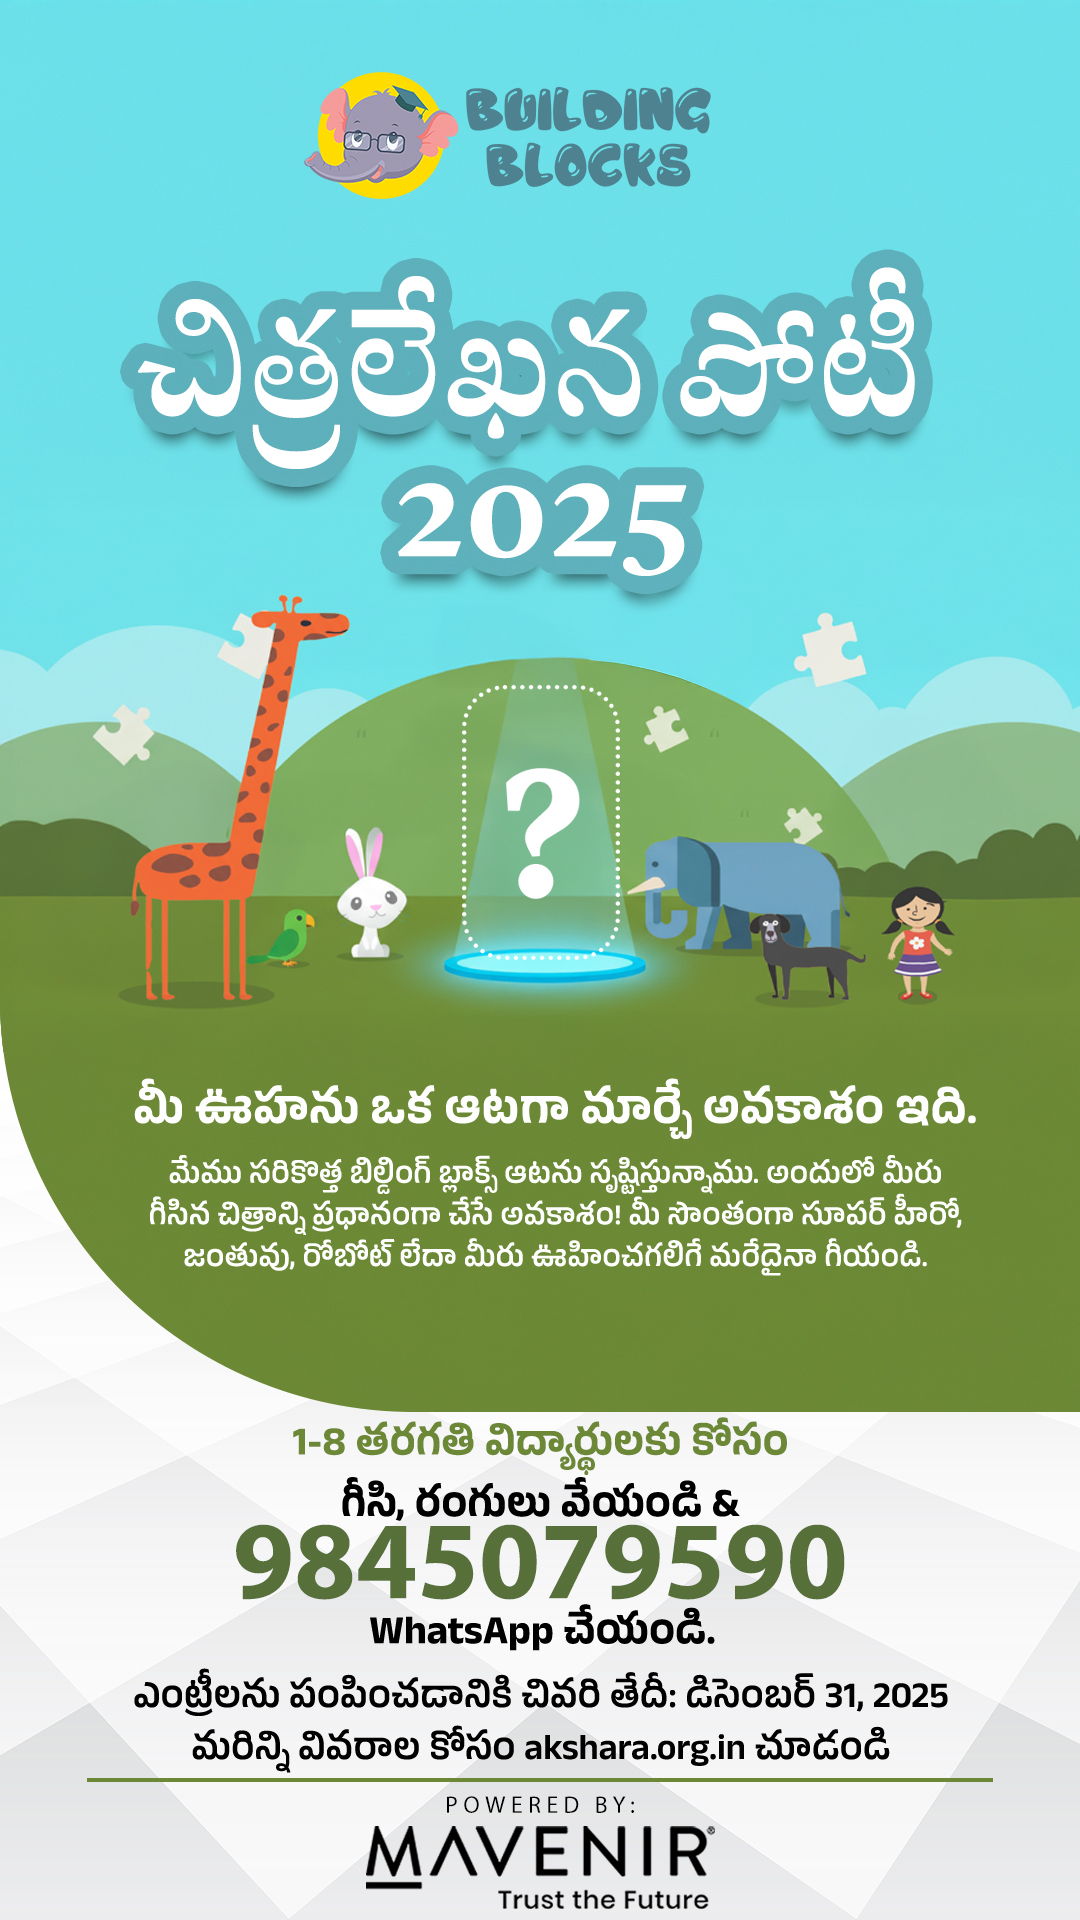 BUILDING
BLOCKS
చిత్రలేఖన పోటీ
2025
?
మీ ఊహను ఒక ఆటగా మార్చే అవకాశం ఇది.
మేము సరికొత్త బిల్డింగ్ బ్లాక్స్ ఆటను సృష్టిస్తున్నాము. అందులో మీరు
గీసిన చిత్రాన్ని ప్రధానంగా చేసే అవకాశం! మీ సొంతంగా సూపర్ హీరో,
జంతువు, రోబోట్ లేదా మీరు ఊహించగలిగే మరేదైనా గీయండి.
1-8 తరగతి విద్యార్థులకు కోసం
గీసి, రంగులు వేయండి &
9845079590
WhatsApp చేయండి.
ఎంట్రీలను పంపించడానికి చివరి తేదీ: డిసెంబర్ 31, 2025
మరిన్ని వివరాల కోసం akshara.org.in చూడండి
POWERED BY:
MAVENIR®
Trust the Future